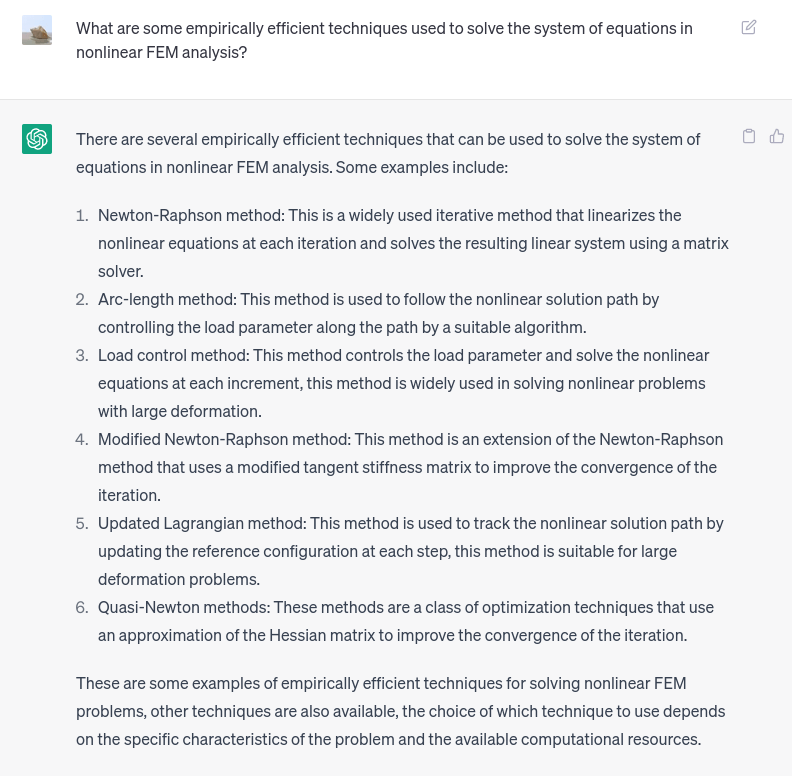 What are some empirically efficient techniques used to solve the system of equations in
nonlinear FEM analysis?
There are several empirically efficient techniques that can be used to solve the system of
equations in nonlinear FEM analysis. Some examples include:
1. Newton-Raphson method: This is a widely used iterative method that linearizes the
nonlinear equations at each iteration and solves the resulting linear system using a matrix
solver.
2. Arc-length method: This method is used to follow the nonlinear solution path by
controlling the load parameter along the path by a suitable algorithm.
3. Load control method: This method controls the load parameter and solve the nonlinear
equations at each increment, this method is widely used in solving nonlinear problems
with large deformation.
4. Modified Newton-Raphson method: This method is an extension of the Newton-Raphson
method that uses a modified tangent stiffness matrix to improve the convergence of the
iteration.
5. Updated Lagrangian method: This method is used to track the nonlinear solution path by
updating the reference configuration at each step, this method is suitable for large
deformation problems.
6. Quasi-Newton methods: These methods are a class of optimization techniques that use
an approximation of the Hessian matrix to improve the convergence of the iteration.
These are some examples of empirically efficient techniques for solving nonlinear FEM
problems, other techniques are also available, the choice of which technique to use depends
on the specific characteristics of the problem and the available computational resources.